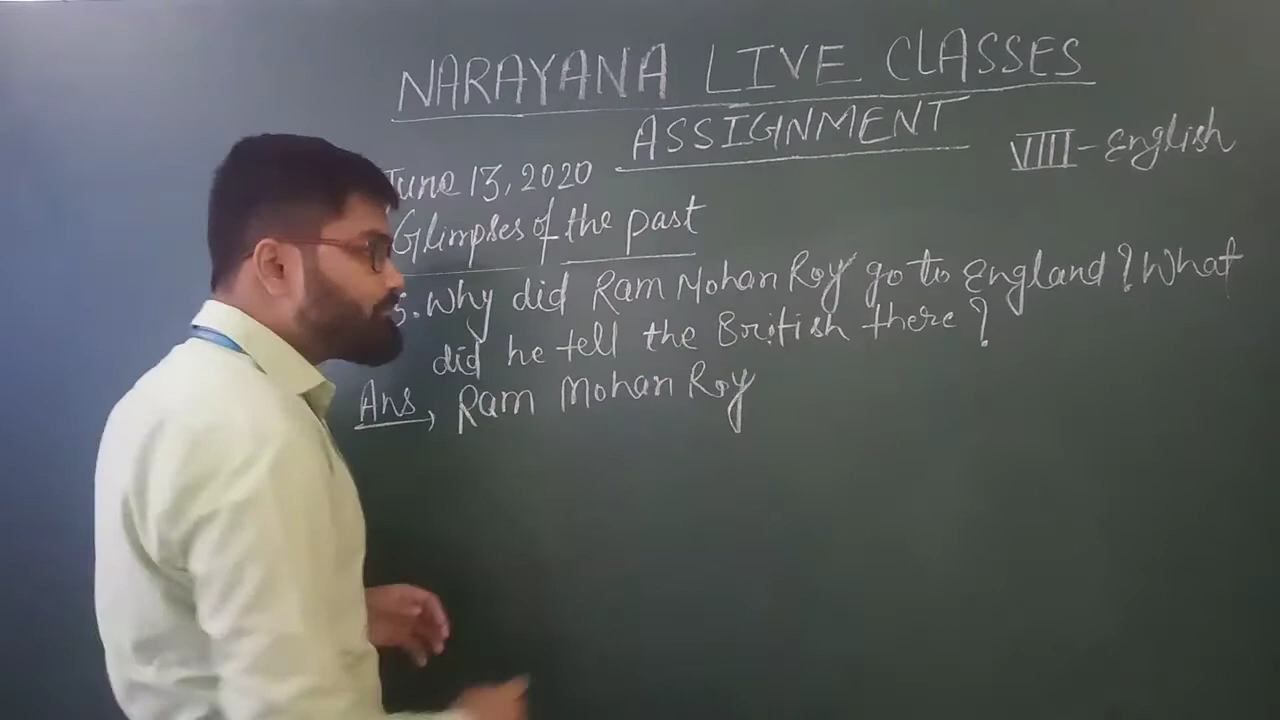 NARAYANA LIVE CLASSES
ASSIGNMENT
VIII - English
June 13, 2020
Glimpses of the past
Why did Ram Mohan Roy go to England? What
did he tell the British there?
Ans → Ram Mohan Roy